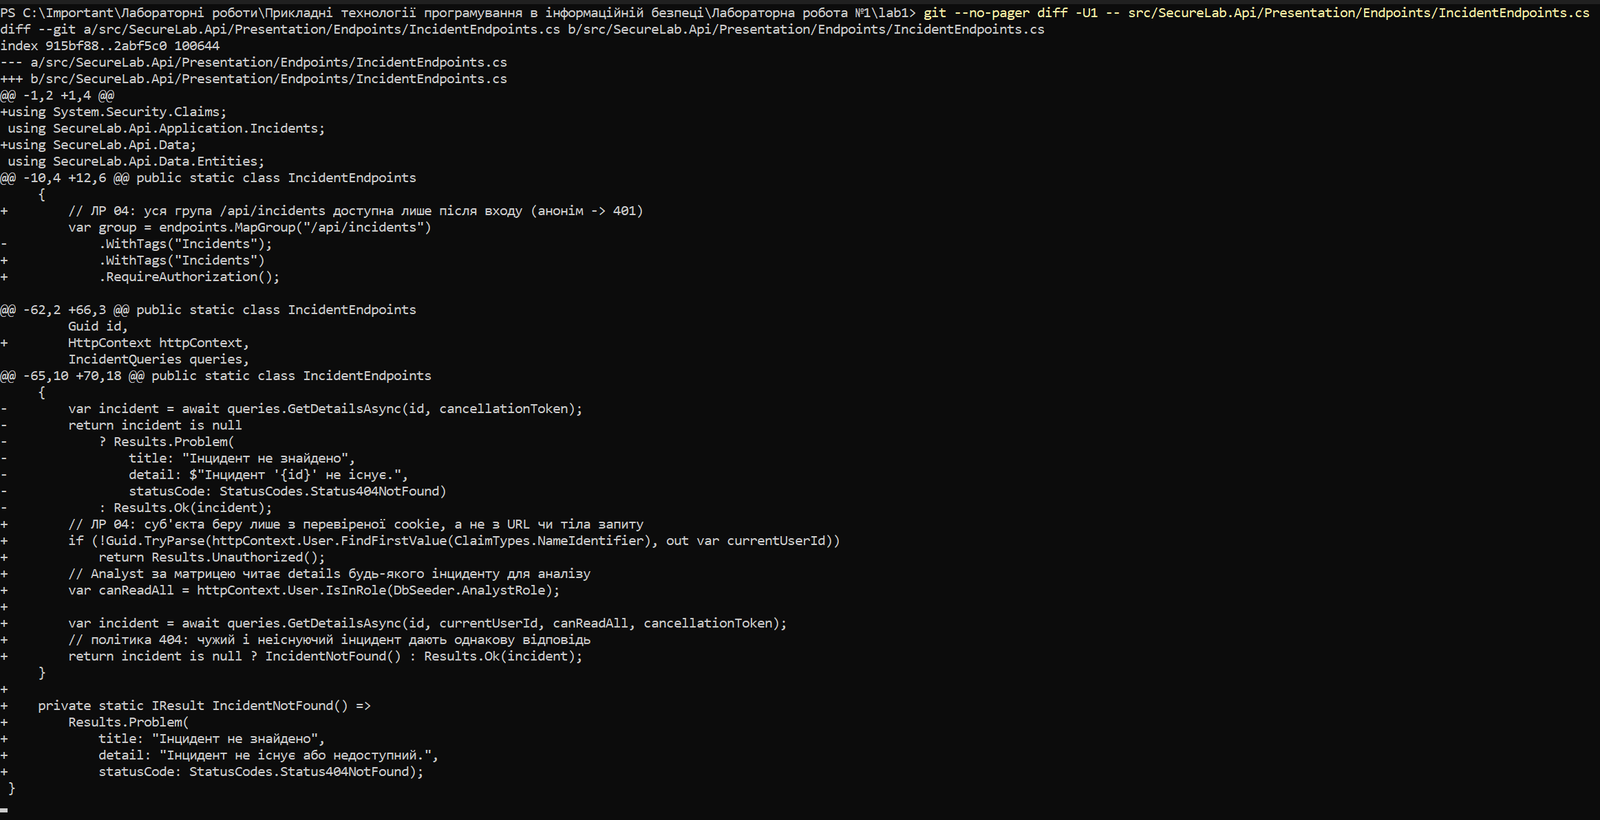 PS C:\Important\Лабораторні роботи\Прикладні технології програмування в інформаційній безпеці\Лабораторна робота №1\lab1> git --no-pager diff -U1 -- src/SecureLab.Api/Presentation/Endpoints/IncidentEndpoints.cs
diff --git a/src/SecureLab.Api/Presentation/Endpoints/IncidentEndpoints.cs b/src/SecureLab.Api/Presentation/Endpoints/IncidentEndpoints.cs
index 915bf88..2abf5c0 100644
--- a/src/SecureLab.Api/Presentation/Endpoints/IncidentEndpoints.cs
+++ b/src/SecureLab.Api/Presentation/Endpoints/IncidentEndpoints.cs
@@ -1,2 +1,4 @@
+using System.Security.Claims;
 using SecureLab.Api.Application.Incidents;
+using SecureLab.Api.Data;
 using SecureLab.Api.Data.Entities;
@@ -10,4 +12,6 @@ public static class IncidentEndpoints
     {
+        // ЛР 04: уся група /api/incidents доступна лише після входу (анонім -> 401)
         var group = endpoints.MapGroup("/api/incidents")
-            .WithTags("Incidents");
+            .WithTags("Incidents")
+            .RequireAuthorization();

@@ -62,2 +66,3 @@ public static class IncidentEndpoints
         Guid id,
+        HttpContext httpContext,
         IncidentQueries queries,
@@ -65,10 +70,18 @@ public static class IncidentEndpoints
     {
-        var incident = await queries.GetDetailsAsync(id, cancellationToken);
-        return incident is null
-            ? Results.Problem(
-                title: "Інцидент не знайдено",
-                detail: $"Інцидент '{id}' не існує.",
-                statusCode: StatusCodes.Status404NotFound)
-            : Results.Ok(incident);
+        // ЛР 04: суб'єкта беру лише з перевіреної cookie, а не з URL чи тіла запиту
+        if (!Guid.TryParse(httpContext.User.FindFirstValue(ClaimTypes.NameIdentifier), out var currentUserId))
+            return Results.Unauthorized();
+        // Analyst за матрицею читає details будь-якого інциденту для аналізу
+        var canReadAll = httpContext.User.IsInRole(DbSeeder.AnalystRole);
+
+        var incident = await queries.GetDetailsAsync(id, currentUserId, canReadAll, cancellationToken);
+        // політика 404: чужий і неіснуючий інцидент дають однакову відповідь
+        return incident is null ? IncidentNotFound() : Results.Ok(incident);
     }
+
+    private static IResult IncidentNotFound() =>
+        Results.Problem(
+            title: "Інцидент не знайдено",
+            detail: "Інцидент не існує або недоступний.",
+            statusCode: StatusCodes.Status404NotFound);
 }